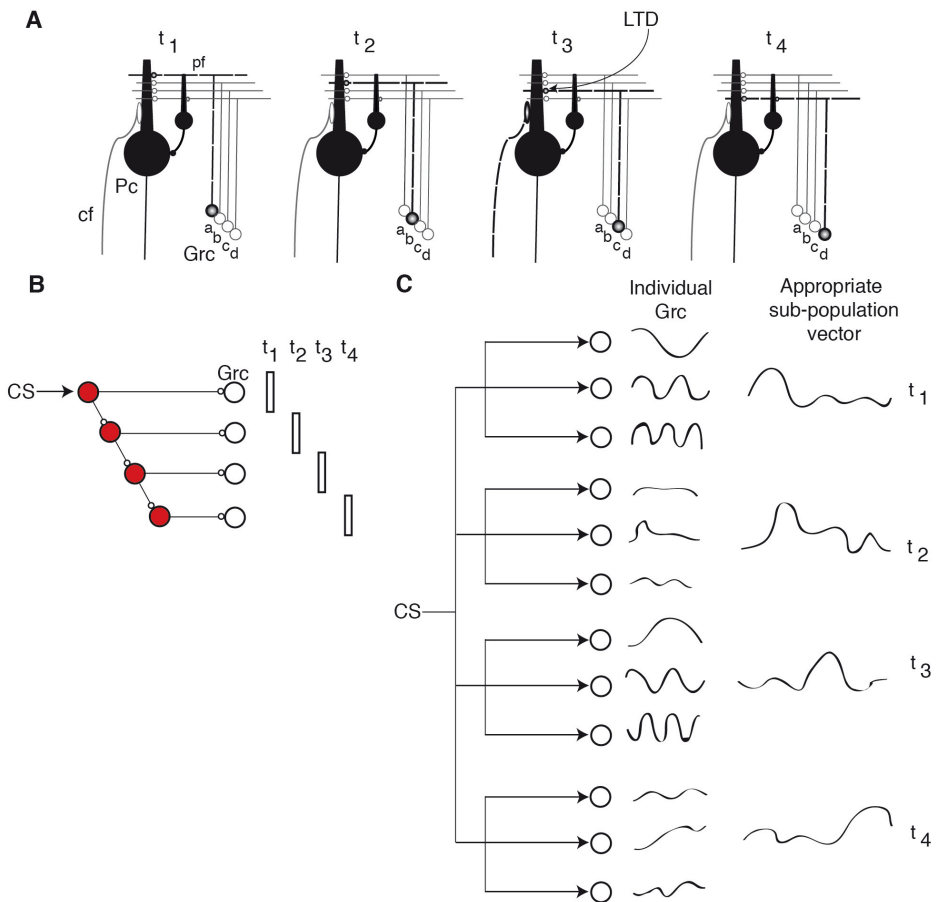 A
t1
t2
t3
t4
LTD
pf
Pc
cf
Grc
a b c d
a b c d
a b c d
a b c d
B
CS
Grc
t1 t2 t3 t4
C
Individual
Grc
Appropriate
sub-population
vector
CS
t1
t2
t3
t4